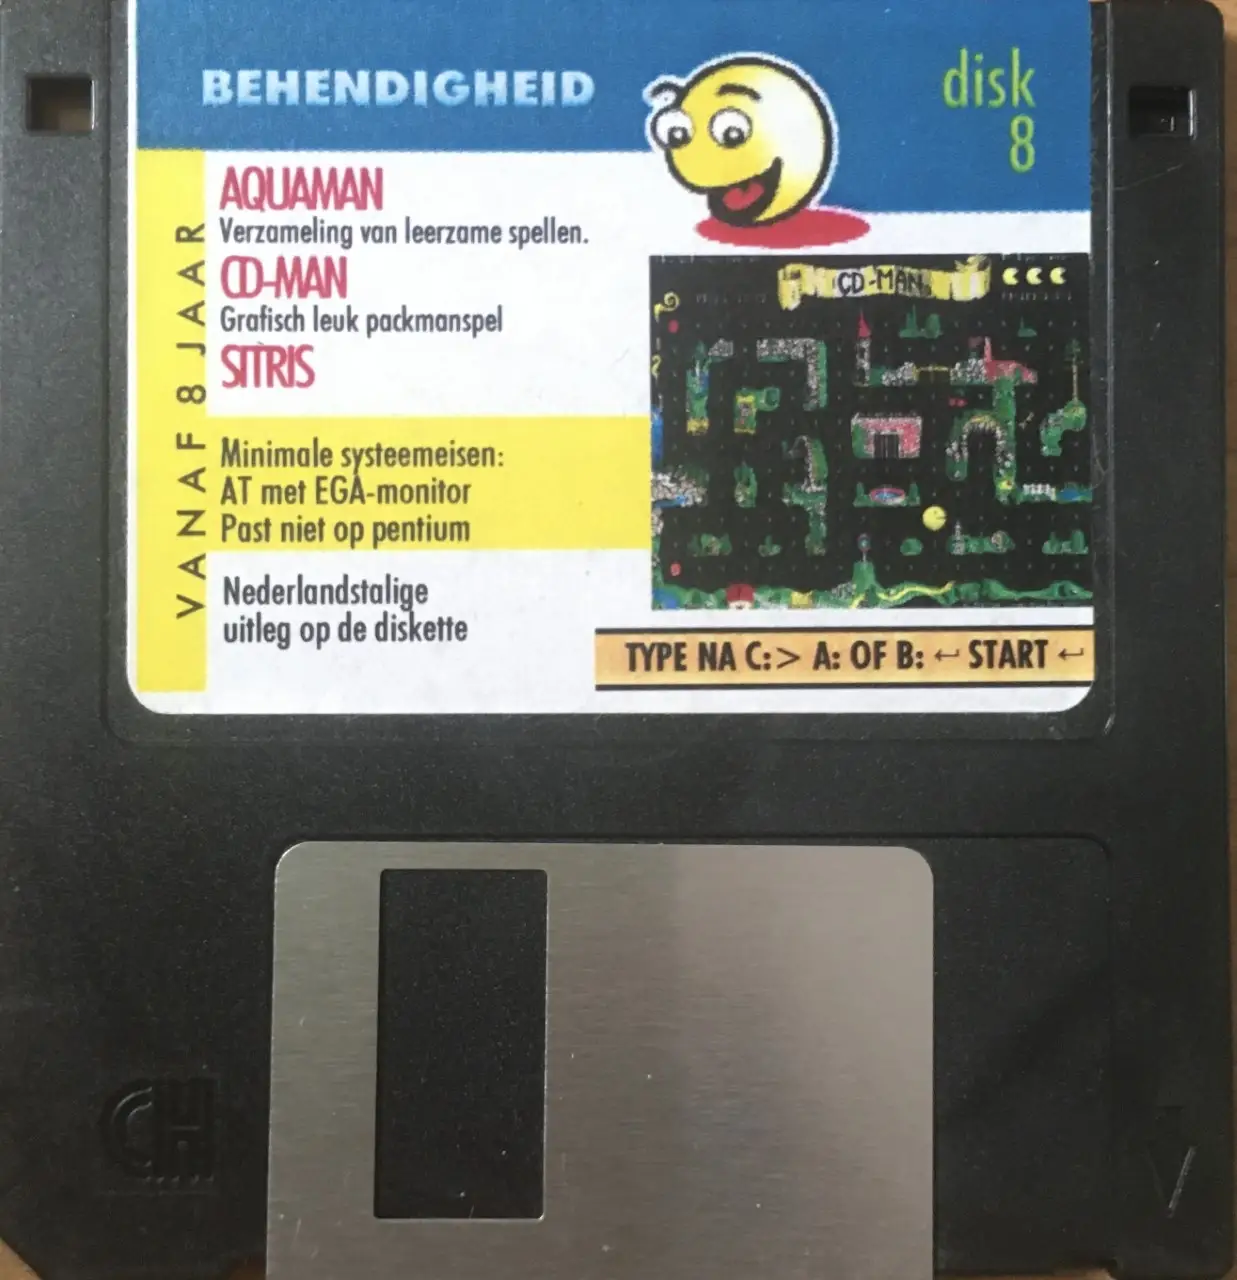 BEHENDIGHEID
disk
8
VANAF 8 JAAR
AQUAMAN
Verzameling van leerzame spellen.
CD-MAN
Grafisch leuk packmanspel
SITRIS
CD-MAN
Minimale systeemeisen:
AT met EGA-monitor
Past niet op pentium
Nederlandstalige
uitleg op de diskette
TYPE NA C:> A: OF B: ↵ START ↵
CH